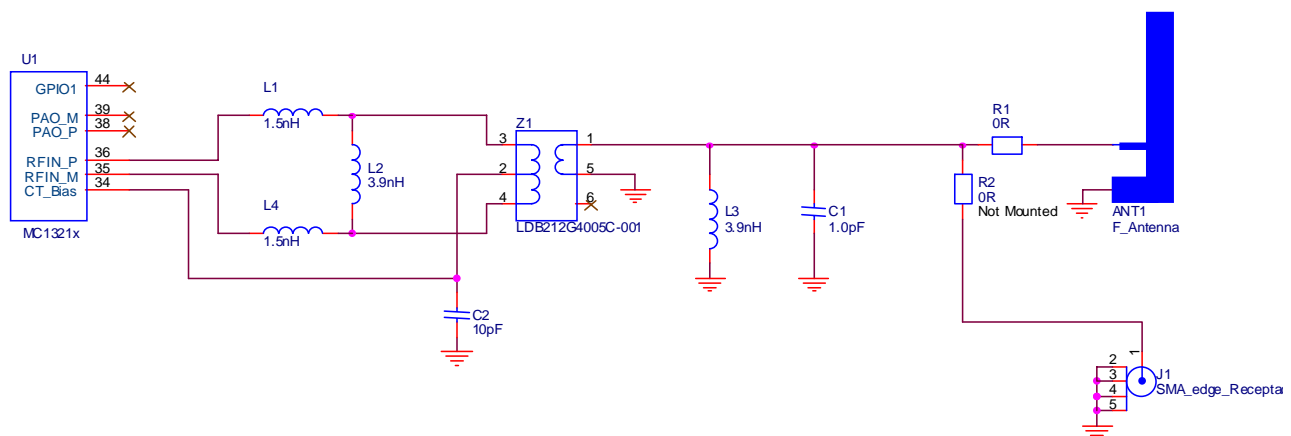 U1
GPIO1
44
PAO_M
39
PAO_P
38
RFIN_P
36
RFIN_M
35
CT_Bias
34
MC1321x
L1
1.5nH
L2
3.9nH
L4
1.5nH
C2
10pF
Z1
3
2
4
1
5
6
LDB212G4005C-001
L3
3.9nH
C1
1.0pF
R1
0R
R2
0R
Not Mounted
ANT1
F_Antenna
1
2
3
4
5
J1
SMA_edge_Recepta